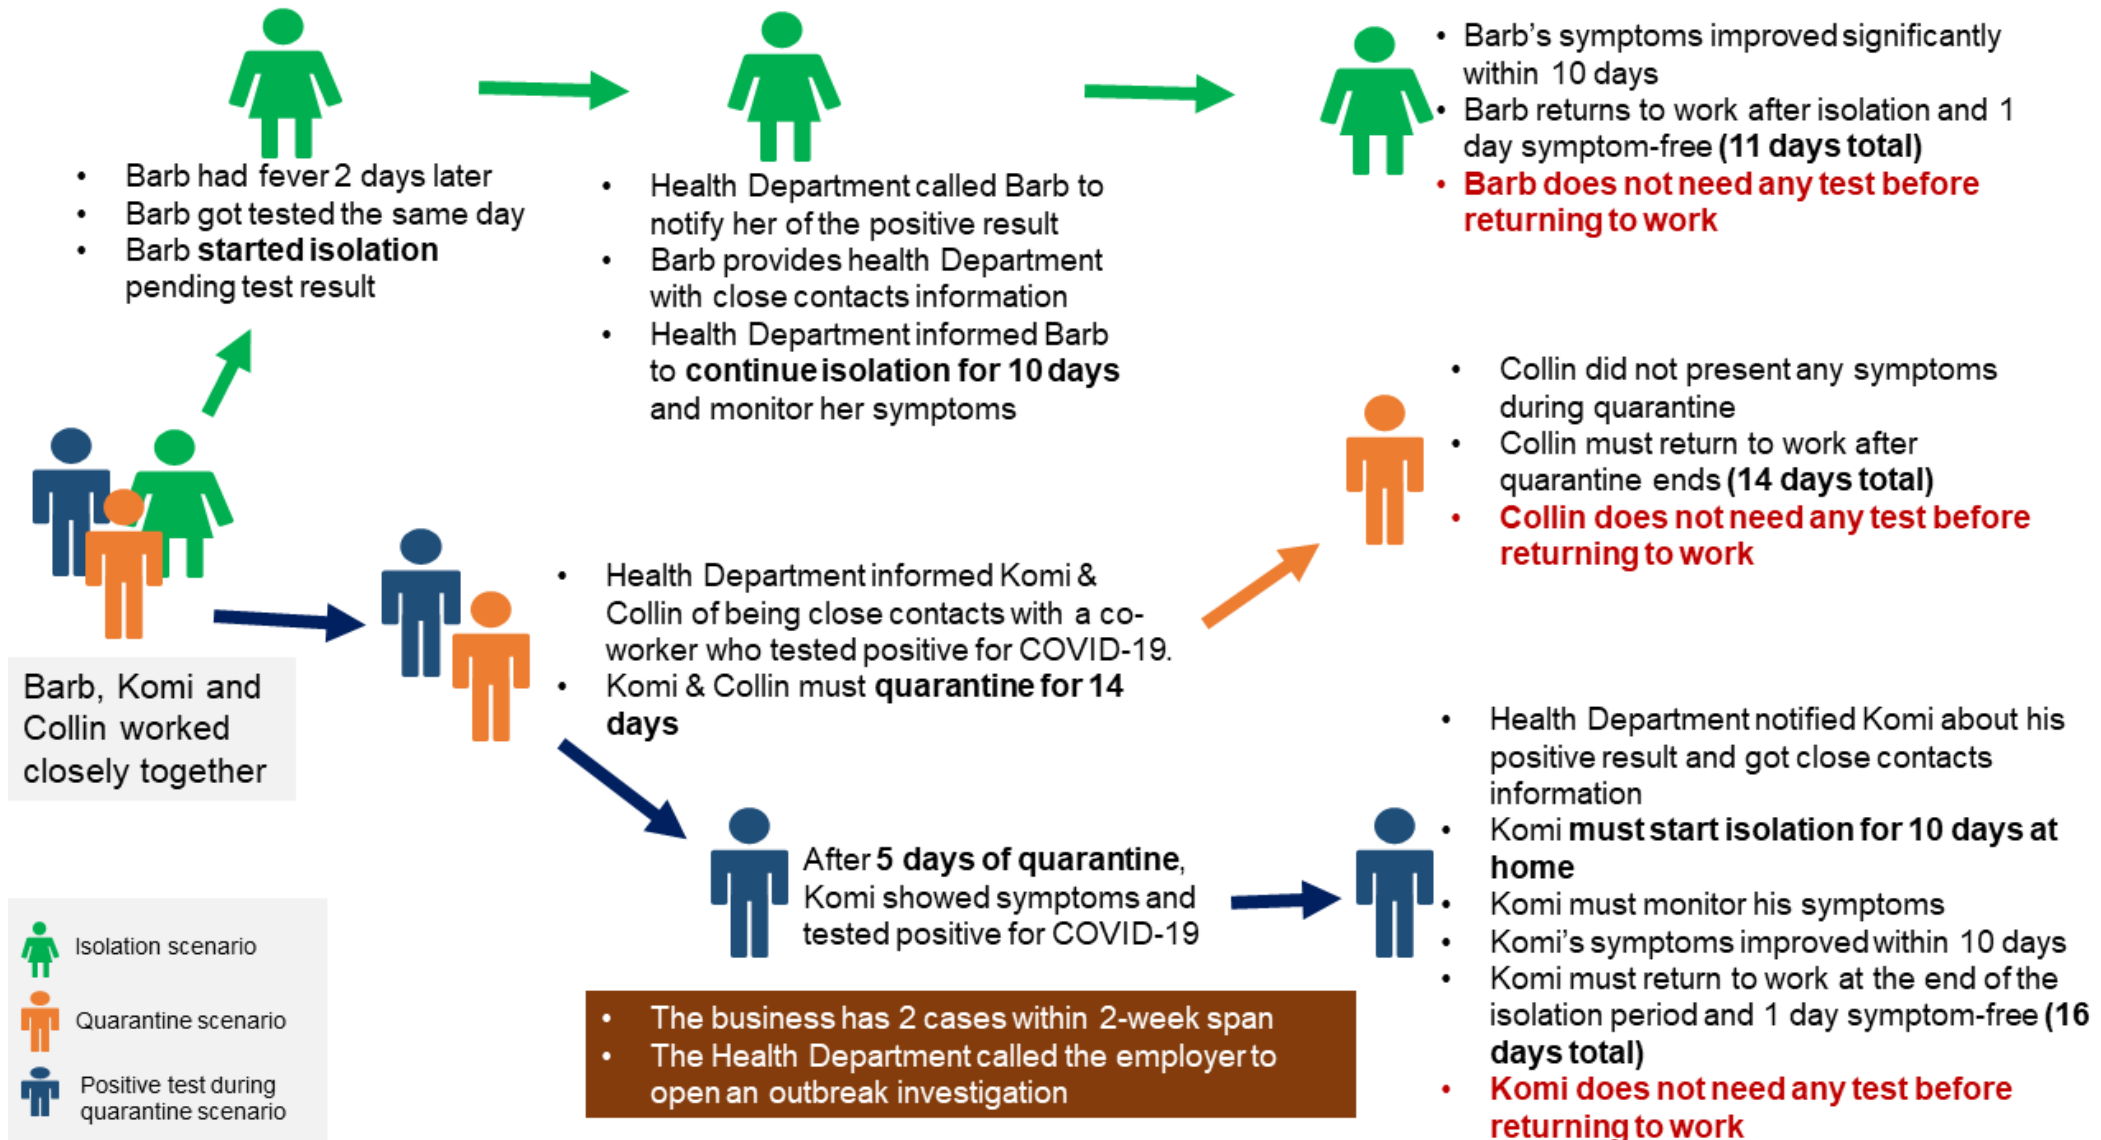 • Barb had fever 2 days later
• Barb got tested the same day
• Barb started isolation
pending test result
• Health Department called Barb to
notify her of the positive result
• Barb provides health Department
with close contacts information
• Health Department informed Barb
to continue isolation for 10 days
and monitor her symptoms
• Barb's symptoms improved significantly
within 10 days
• Barb returns to work after isolation and 1
day symptom-free (11 days total)
• Barb does not need any test before
returning to work
Barb, Komi and
Collin worked
closely together
• Health Department informed Komi &
Collin of being close contacts with a co-
worker who tested positive for COVID-19.
• Komi & Collin must quarantine for 14
days
• Collin did not present any symptoms
during quarantine
• Collin must return to work after
quarantine ends (14 days total)
• Collin does not need any test before
returning to work
After 5 days of quarantine,
Komi showed symptoms and
tested positive for COVID-19
• Health Department notified Komi about his
positive result and got close contacts
information
• Komi must start isolation for 10 days at
home
• Komi must monitor his symptoms
• Komi's symptoms improved within 10 days
• Komi must return to work at the end of the
isolation period and 1 day symptom-free (16
days total)
• Komi does not need any test before
returning to work
• The business has 2 cases within 2-week span
• The Health Department called the employer to
open an outbreak investigation
Isolation scenario
Quarantine scenario
Positive test during
quarantine scenario